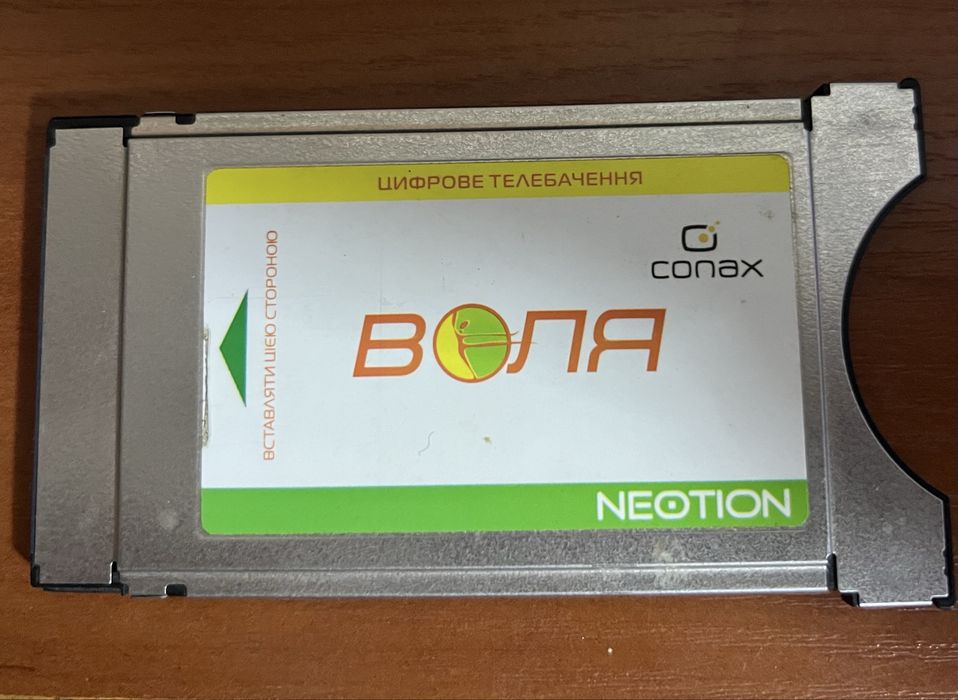 ЦИФРОВЕ ТЕЛЕБАЧЕННЯ
conax
ВСТАВЛЯТИ ЦІЄЮ СТОРОНОЮ
ВОЛЯ
NEOTION